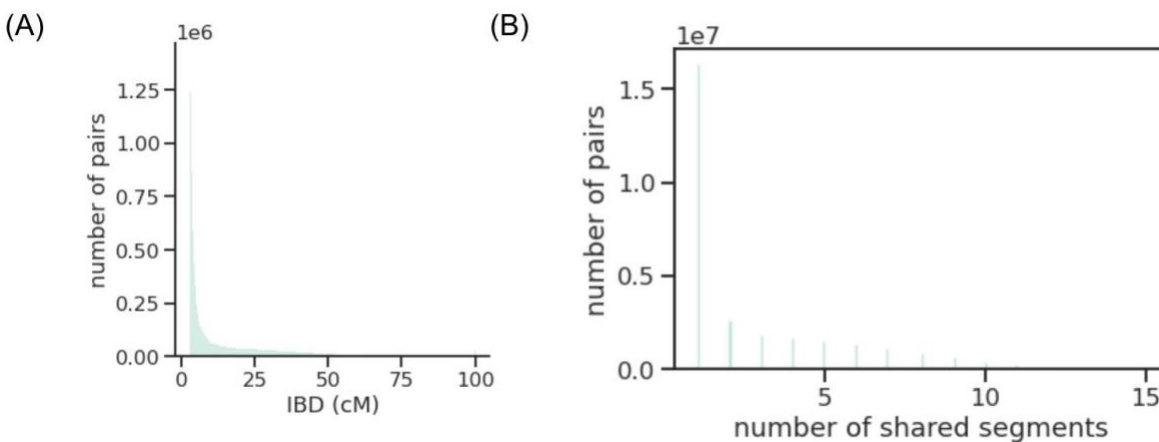 (A)
1e6
number of pairs
1.25
1.00
0.75
0.50
0.25
0.00
0 25 50 75 100
IBD (cM)
(B)
1e7
number of pairs
1.5
1.0
0.5
0.0
5 10 15
number of shared segments